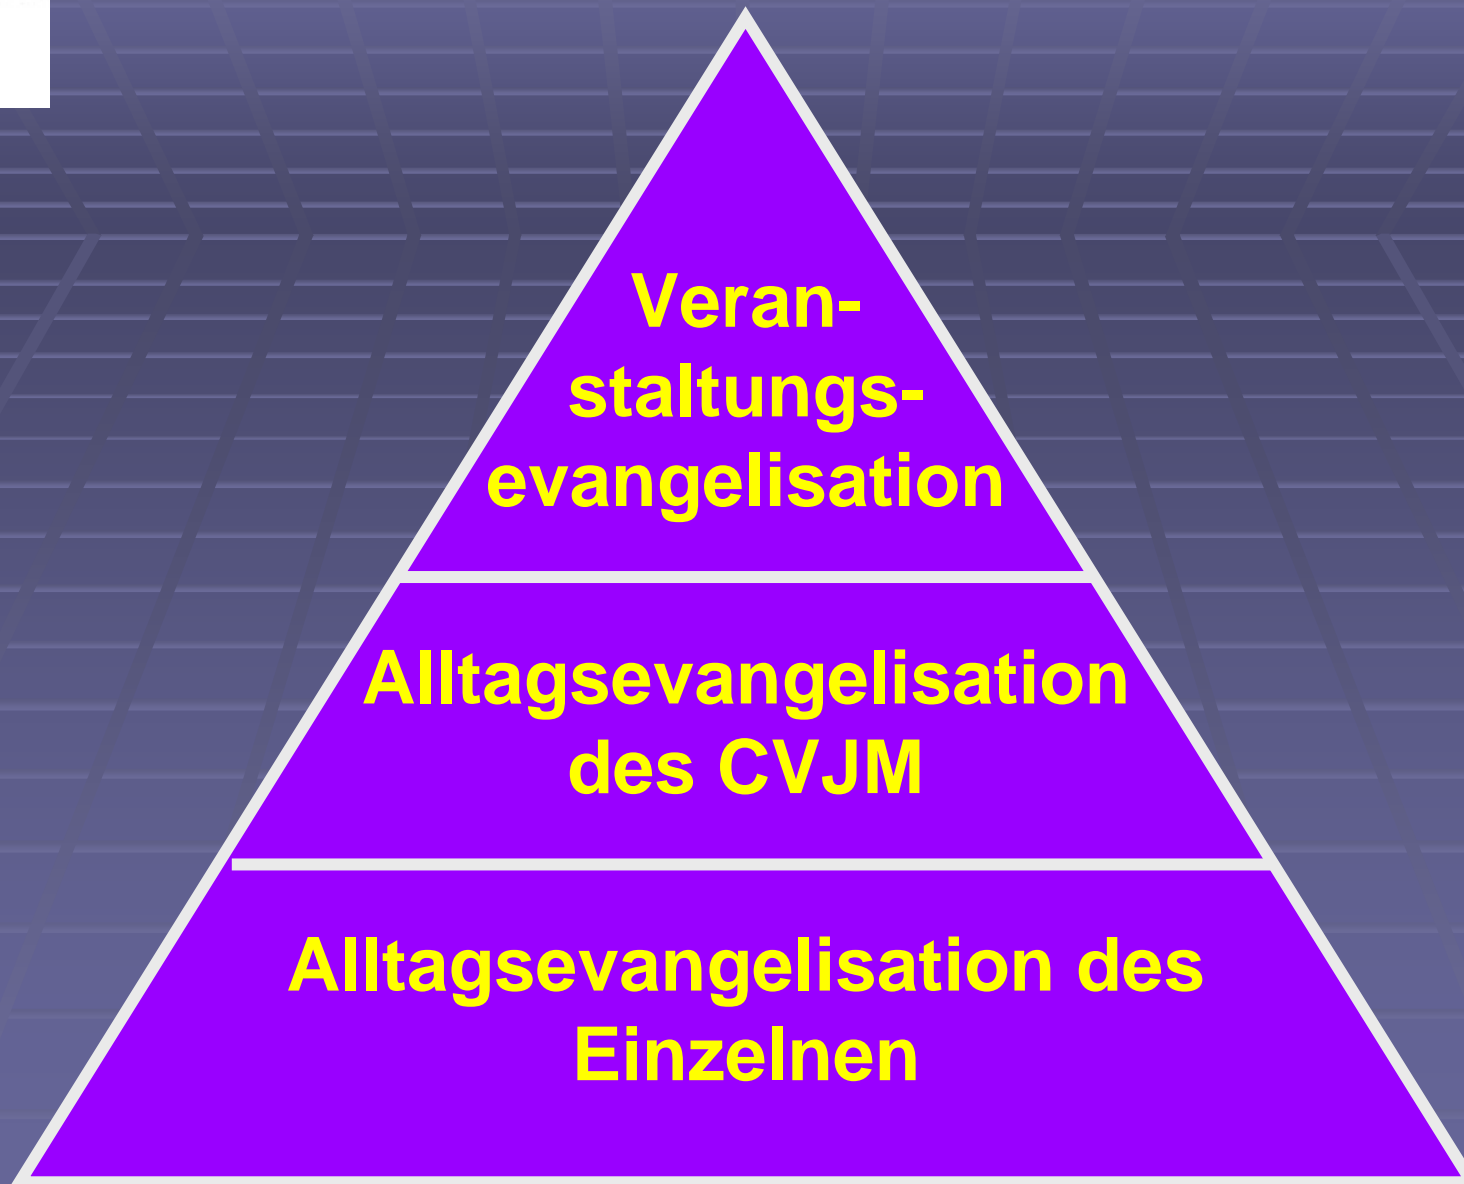 Veran-
staltungs-
evangelisation
Alltagsevangelisation
des CVJM
Alltagsevangelisation des
Einzelnen